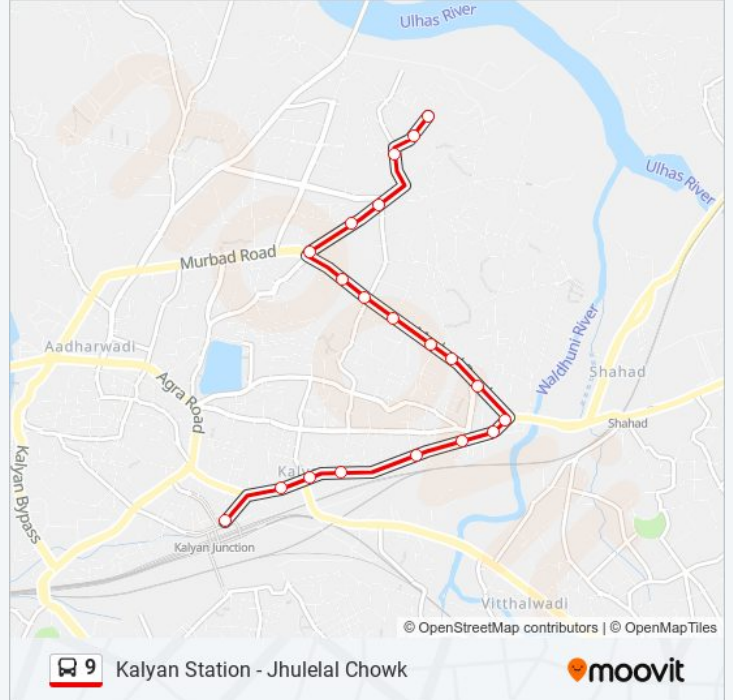 Ulhas River
Ulhas River
Murbad Road
Aadharwadi
Waldhuni River
Shahad
Agra Road
Shahad
Kalyan Bypass
Kaly
Kalyan Junction
Vitthalwadi
© OpenStreetMap contributors | © OpenMapTiles
9 Kalyan Station - Jhulelal Chowk
moovit